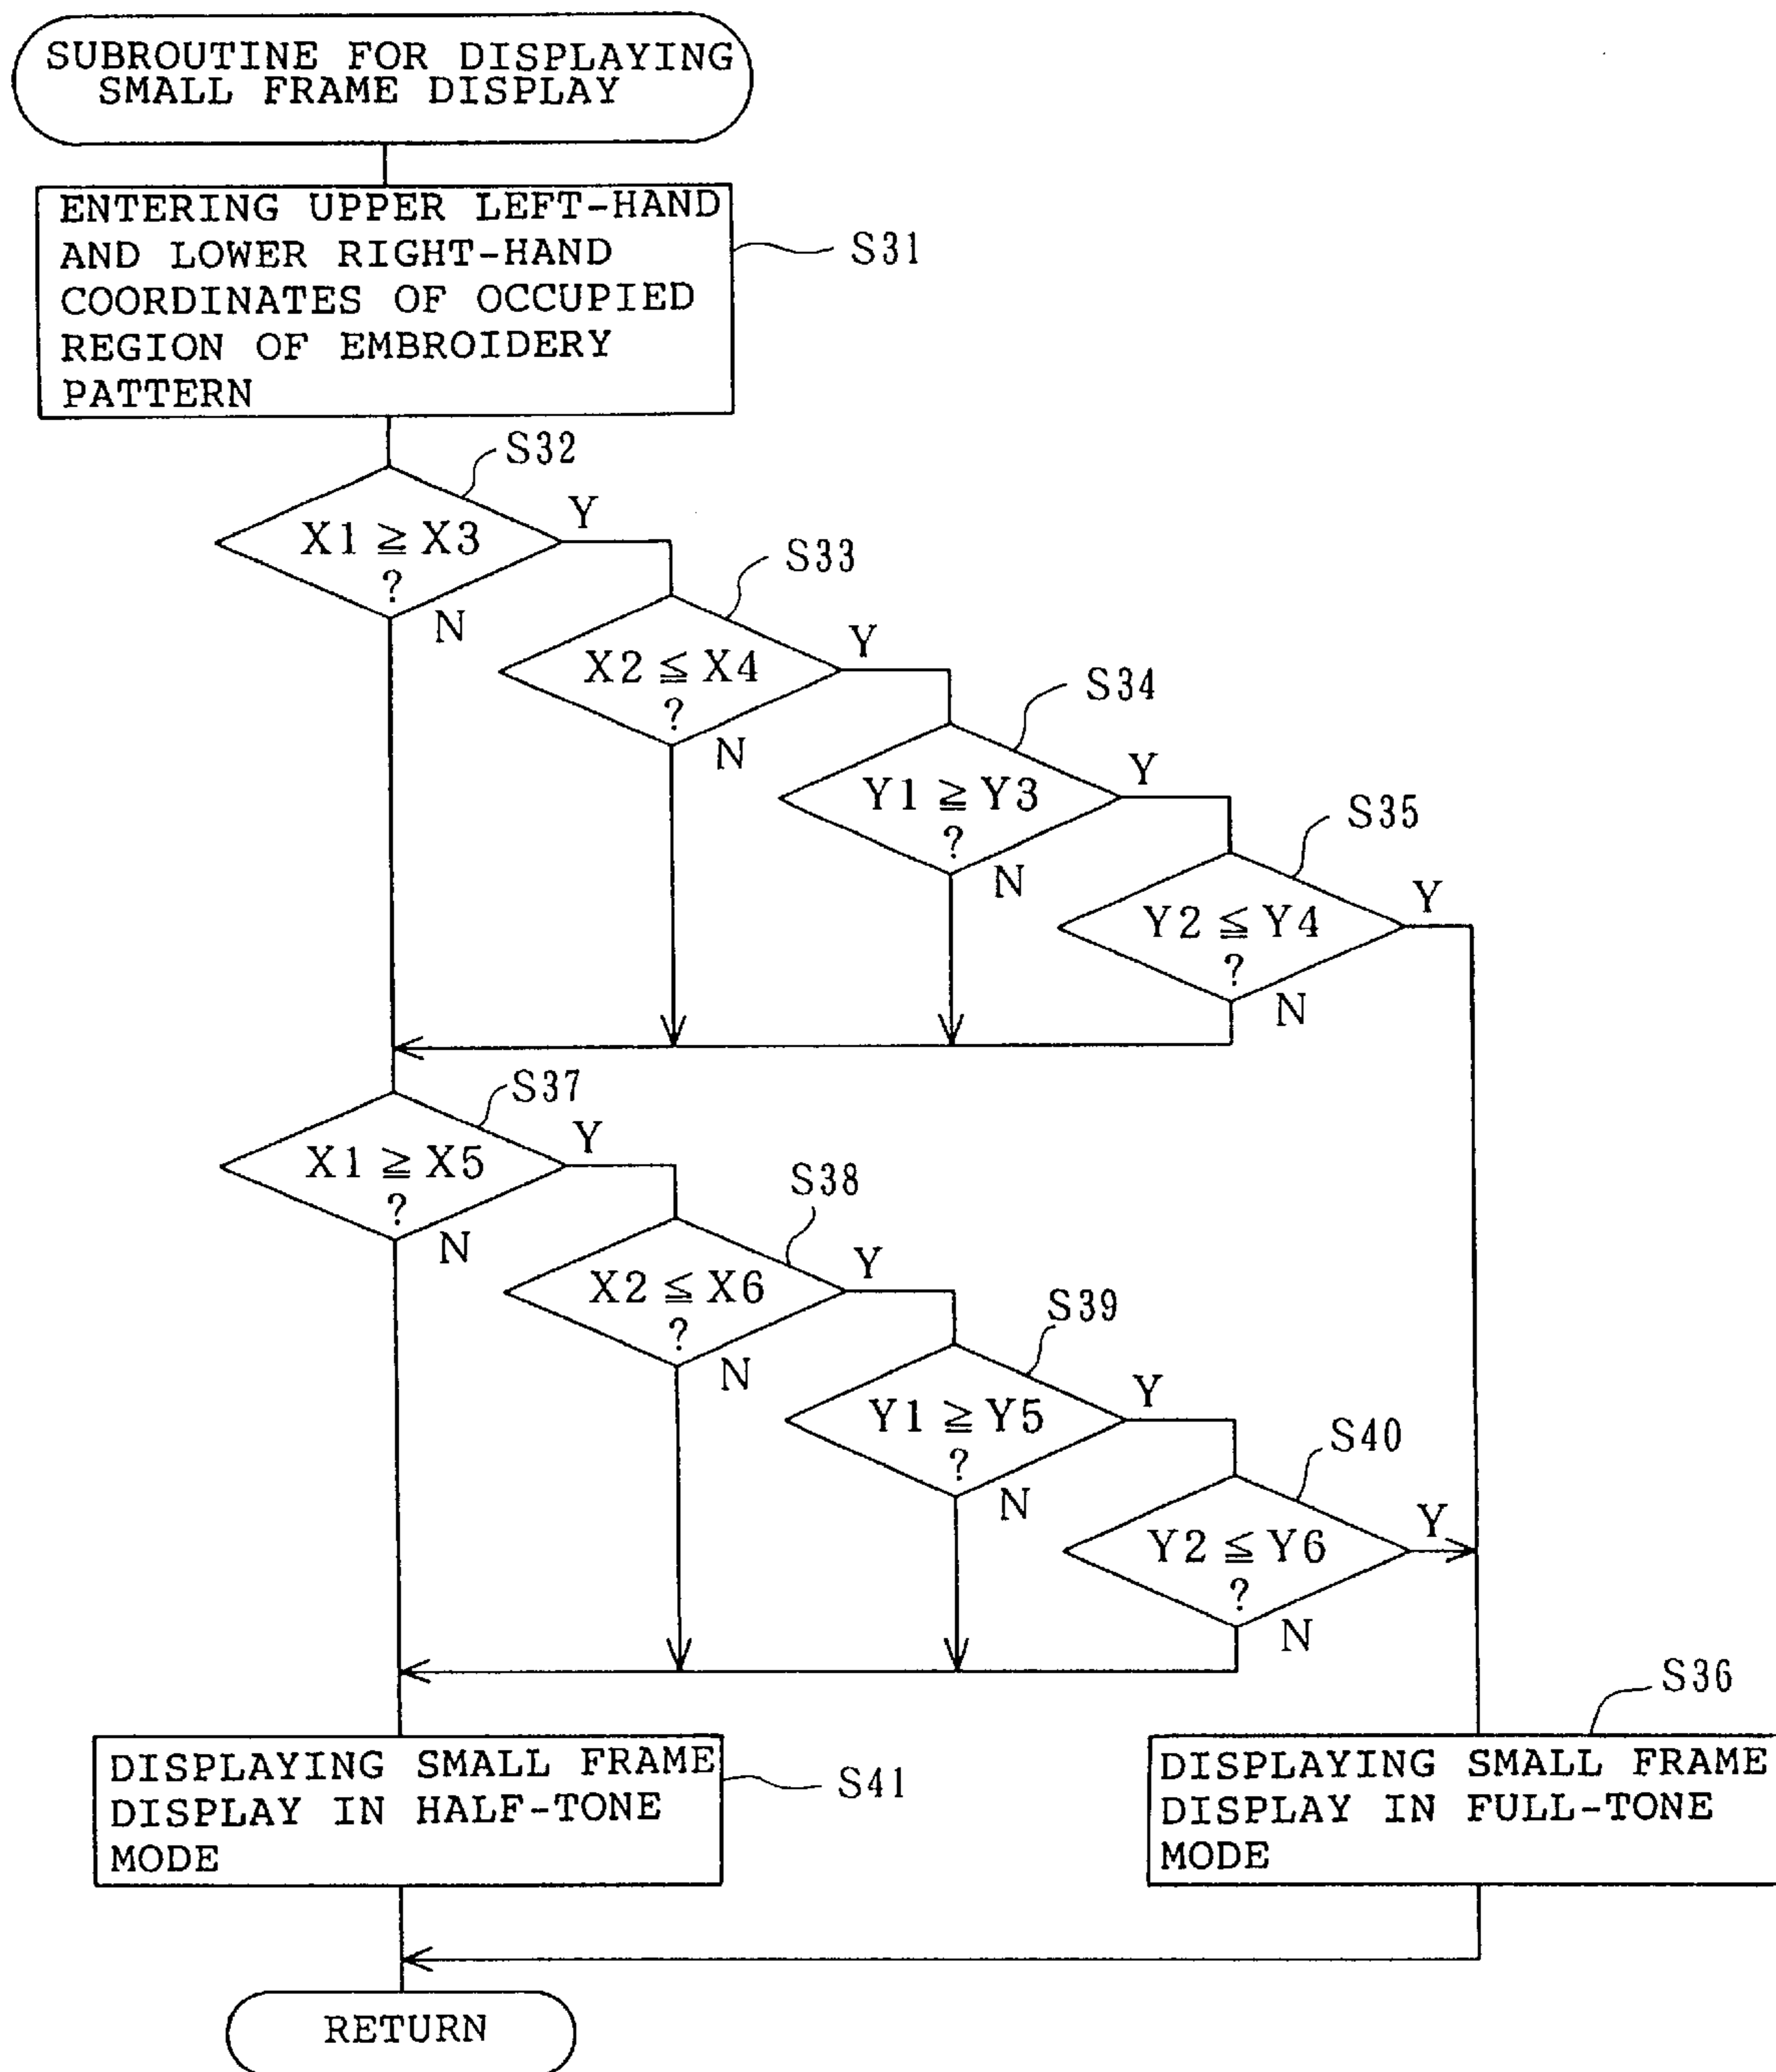 SUBROUTINE FOR DISPLAYING
SMALL FRAME DISPLAY
ENTERING UPPER LEFT-HAND
AND LOWER RIGHT-HAND
COORDINATES OF OCCUPIED
REGION OF EMBROIDERY
PATTERN
S31
S32
X1 ≧ X3
?
Y
N
S33
X2 ≦ X4
?
Y
N
S34
Y1 ≧ Y3
?
Y
N
S35
Y2 ≦ Y4
?
Y
N
S37
X1 ≧ X5
?
Y
N
S38
X2 ≦ X6
?
Y
N
S39
Y1 ≧ Y5
?
Y
N
S40
Y2 ≦ Y6
?
Y
N
DISPLAYING SMALL FRAME
DISPLAY IN HALF-TONE
MODE
S41
S36
DISPLAYING SMALL FRAME
DISPLAY IN FULL-TONE
MODE
RETURN